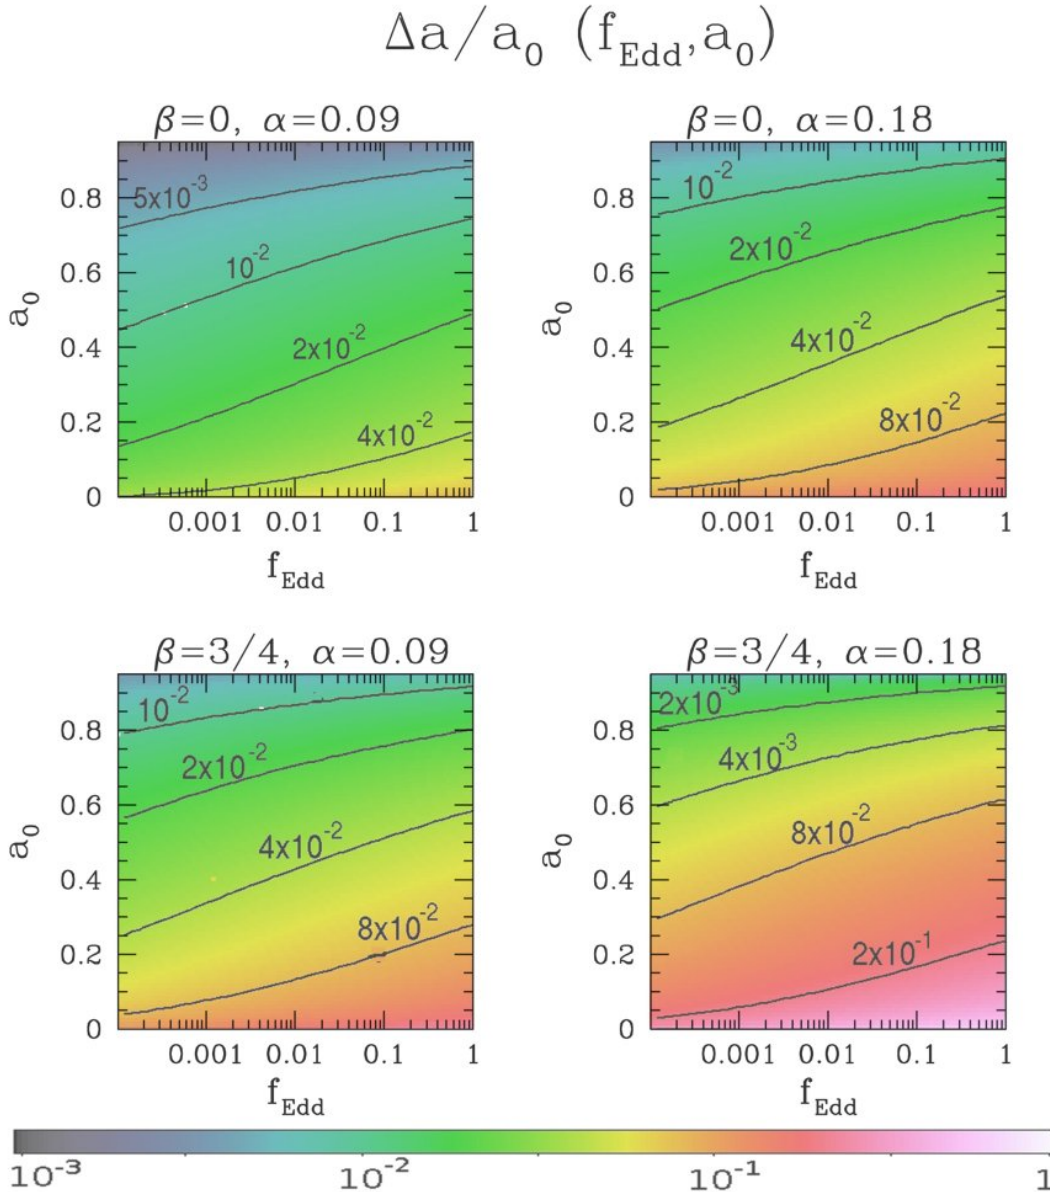 Δa/a₀ (f_Edd, a₀)
β=0, α=0.09
β=0, α=0.18
5x10⁻³
10⁻²
2x10⁻²
4x10⁻²
0.8
0.6
0.4
0.2
0
a₀
0.001 0.01 0.1 1
f_Edd
10⁻²
2x10⁻²
4x10⁻²
8x10⁻²
0.8
0.6
0.4
0.2
0
a₀
0.001 0.01 0.1 1
f_Edd
β=3/4, α=0.09
β=3/4, α=0.18
10⁻²
2x10⁻²
4x10⁻²
8x10⁻²
0.8
0.6
0.4
0.2
0
a₀
0.001 0.01 0.1 1
f_Edd
2x10⁻³
4x10⁻³
8x10⁻²
2x10⁻¹
0.8
0.6
0.4
0.2
0
a₀
0.001 0.01 0.1 1
f_Edd
10⁻³ 10⁻² 10⁻¹ 1